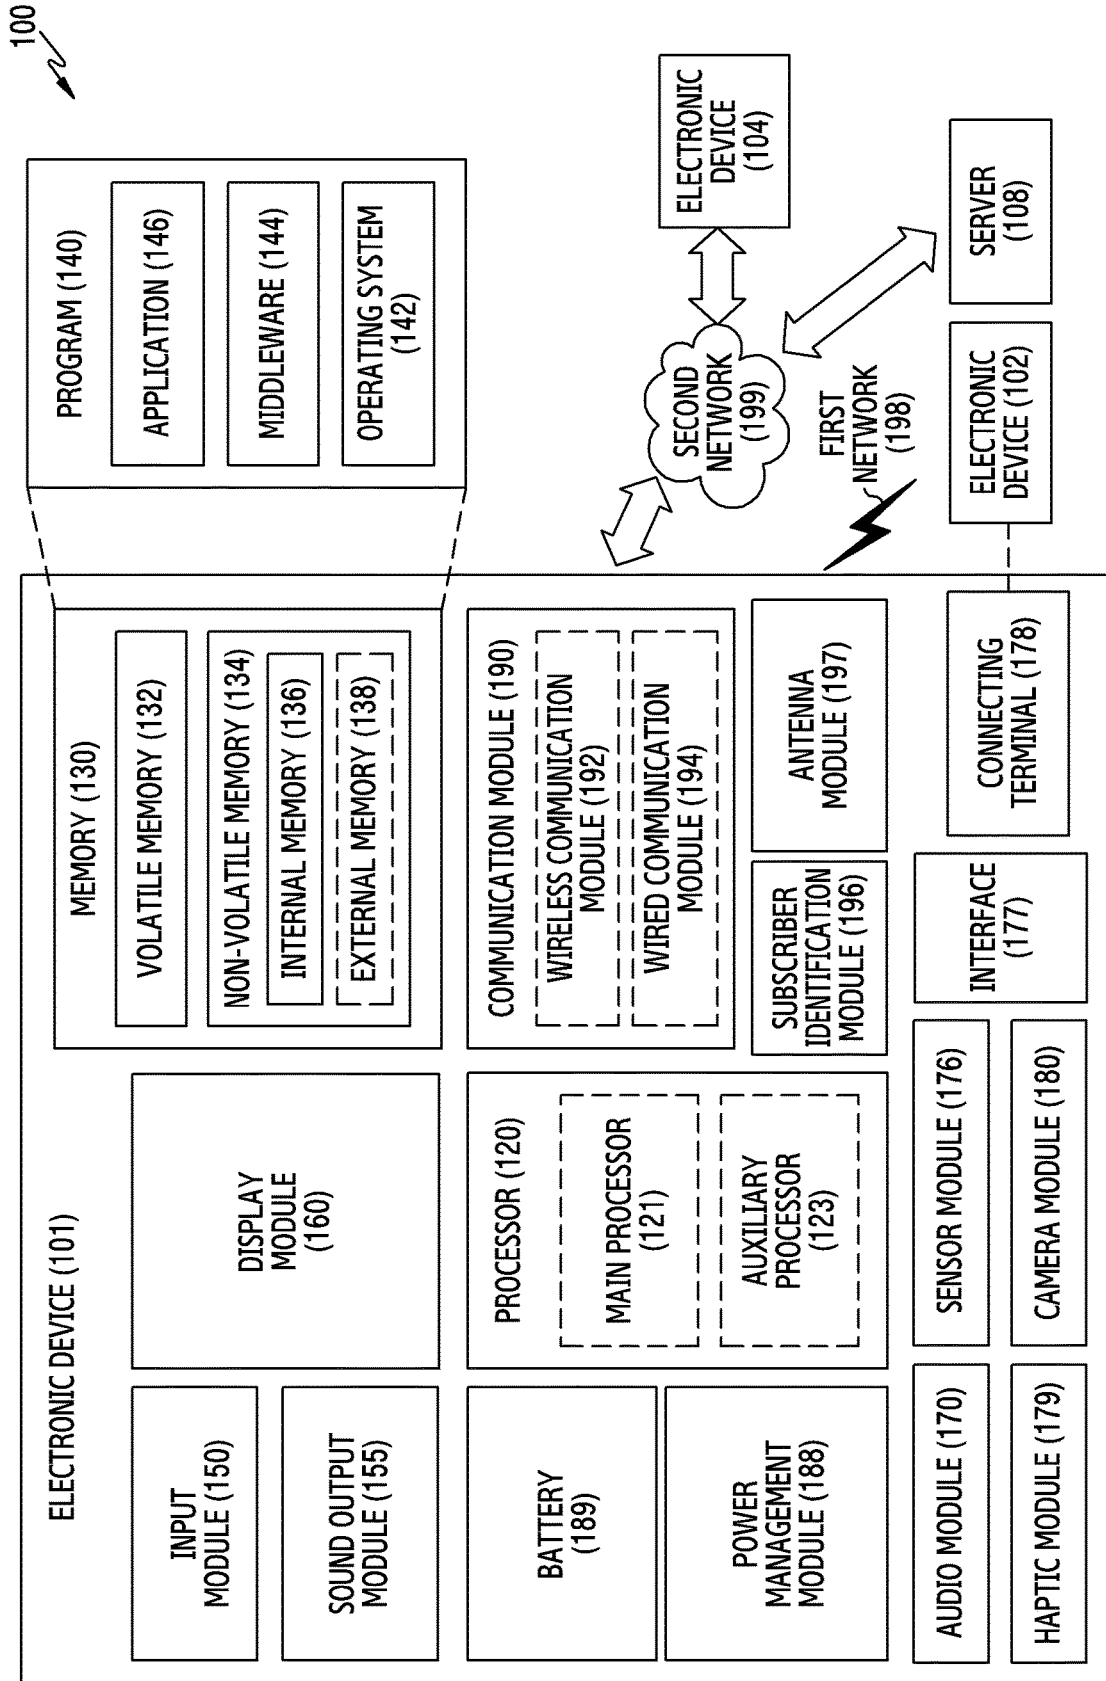 100
ELECTRONIC DEVICE (101)
INPUT
MODULE (150)
SOUND OUTPUT
MODULE (155)
DISPLAY
MODULE
(160)
MEMORY (130)
VOLATILE MEMORY (132)
NON-VOLATILE MEMORY (134)
INTERNAL MEMORY (136)
EXTERNAL MEMORY (138)
PROGRAM (140)
APPLICATION (146)
MIDDLEWARE (144)
OPERATING SYSTEM
(142)
BATTERY
(189)
POWER
MANAGEMENT
MODULE (188)
PROCESSOR (120)
MAIN PROCESSOR
(121)
AUXILIARY
PROCESSOR
(123)
COMMUNICATION MODULE (190)
WIRELESS COMMUNICATION
MODULE (192)
WIRED COMMUNICATION
MODULE (194)
SUBSCRIBER
IDENTIFICATION
MODULE (196)
ANTENNA
MODULE (197)
SECOND
NETWORK
(199)
ELECTRONIC
DEVICE
(104)
FIRST
NETWORK
(198)
AUDIO MODULE (170)
SENSOR MODULE (176)
HAPTIC MODULE (179)
CAMERA MODULE (180)
INTERFACE
(177)
CONNECTING
TERMINAL (178)
ELECTRONIC
DEVICE (102)
SERVER
(108)